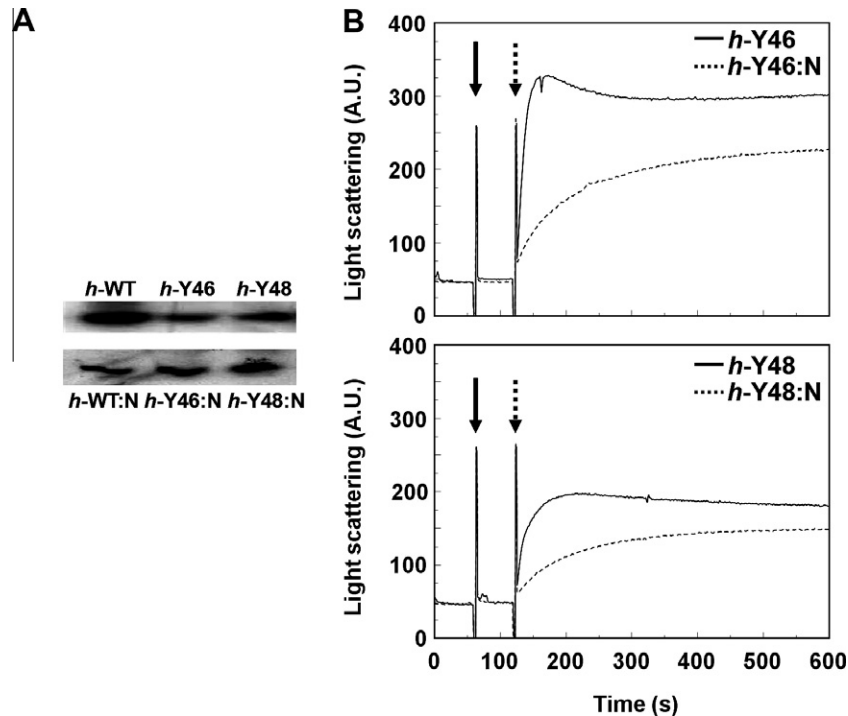 A
h-WT h-Y46 h-Y48
h-WT:N h-Y46:N h-Y48:N
B
Light scattering (A.U.)
400
300
200
100
0
h-Y46
h-Y46:N
Light scattering (A.U.)
400
300
200
100
0
h-Y48
h-Y48:N
0 100 200 300 400 500 600
Time (s)